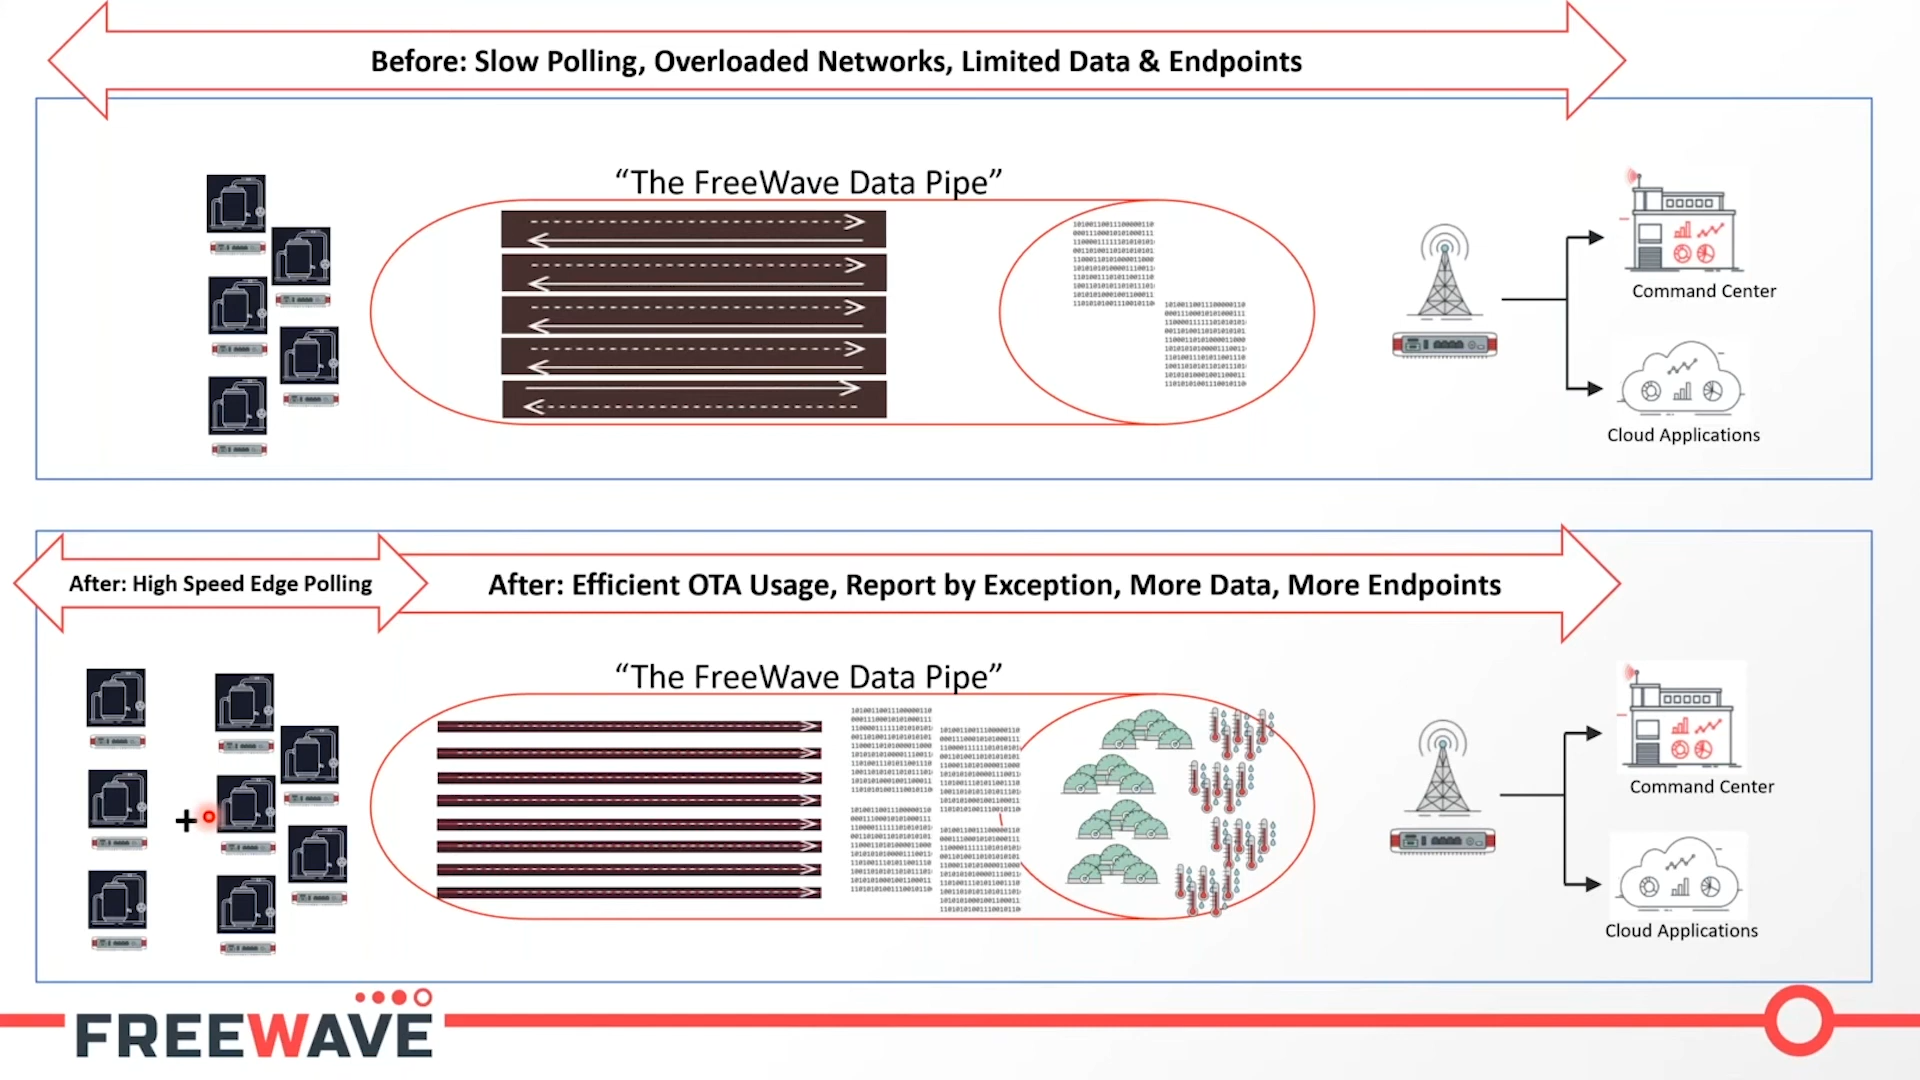 Before: Slow Polling, Overloaded Networks, Limited Data & Endpoints
“The FreeWave Data Pipe”
Command Center
Cloud Applications
After: High Speed Edge Polling
After: Efficient OTA Usage, Report by Exception, More Data, More Endpoints
“The FreeWave Data Pipe”
+
Command Center
Cloud Applications
FREEWAVE